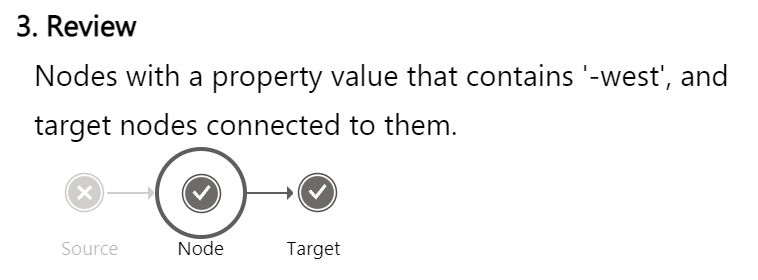 3. Review
Nodes with a property value that contains '-west', and
target nodes connected to them.
Source Node Target